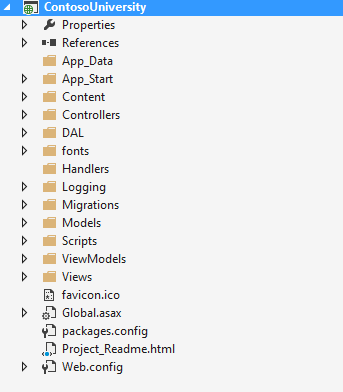 ContosoUniversity
Properties
References
App_Data
App_Start
Content
Controllers
DAL
fonts
Handlers
Logging
Migrations
Models
Scripts
ViewModels
Views
favicon.ico
Global.asax
packages.config
Project_Readme.html
Web.config